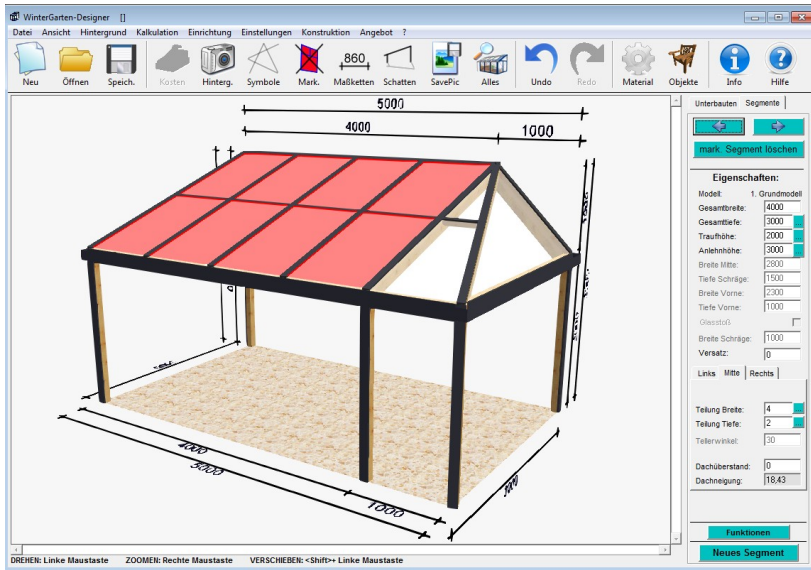 WinterGarten-Designer []
Datei Ansicht Hintergrund Kalkulation Einrichtung Einstellungen Konstruktion Angebot ?
860
Neu Öffnen Speich. Kosten Hinterg. Symbole Mark. Maßketten Schatten SavePic Alles Undo Redo Material Objekte Info Hilfe
Unterbauten Segmente
mark. Segment löschen
Eigenschaften:
Modell: 1. Grundmodell
Gesamtbreite: 4000
Gesamttiefe: 3000 ...
Traufhöhe: 2000 ...
Anlehnhöhe: 3000 ...
Breite Mitte: 2800
Tiefe Schräge: 1500
Breite Vorne: 2300
Tiefe Vorne: 1000
Glasstoß
Breite Schräge: 1000
Versatz: 0
Links Mitte Rechts
Teilung Breite: 4 ...
Teilung Tiefe: 2 ...
Tellerwinkel: 30
Dachüberstand: 0
Dachneigung: 18,43
Funktionen
Neues Segment
5000
4000 1000
4000
5000
1000
3000
DREHEN: Linke Maustaste ZOOMEN: Rechte Maustaste VERSCHIEBEN: <Shift>+ Linke Maustaste